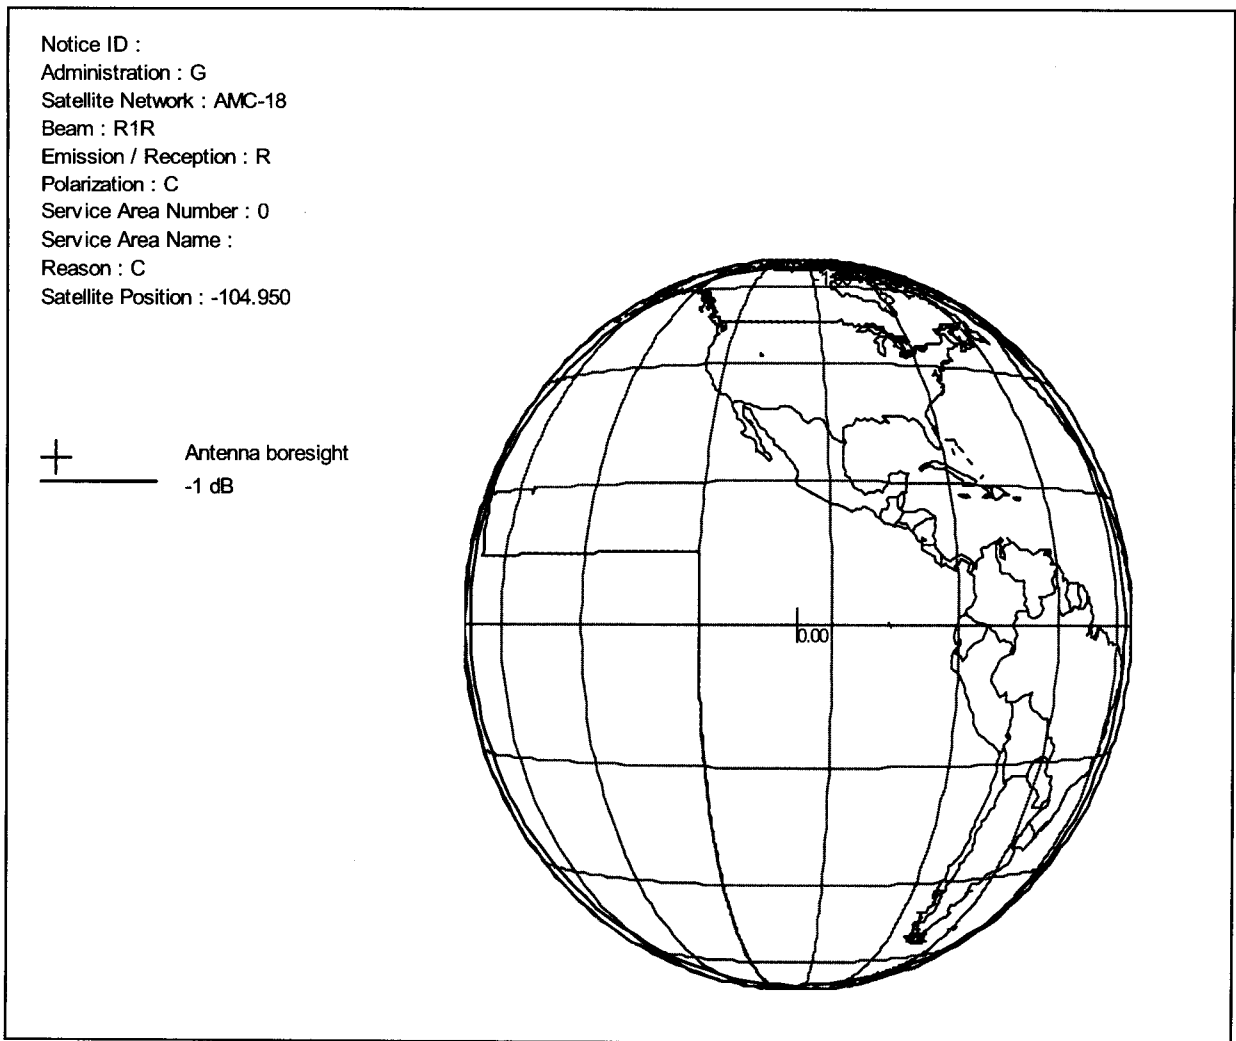 Notice ID :
Administration : G
Satellite Network : AMC-18
Beam : R1R
Emission / Reception : R
Polarization : C
Service Area Number : 0
Service Area Name :
Reason : C
Satellite Position : -104.950
Antenna boresight
-1 dB
0.00